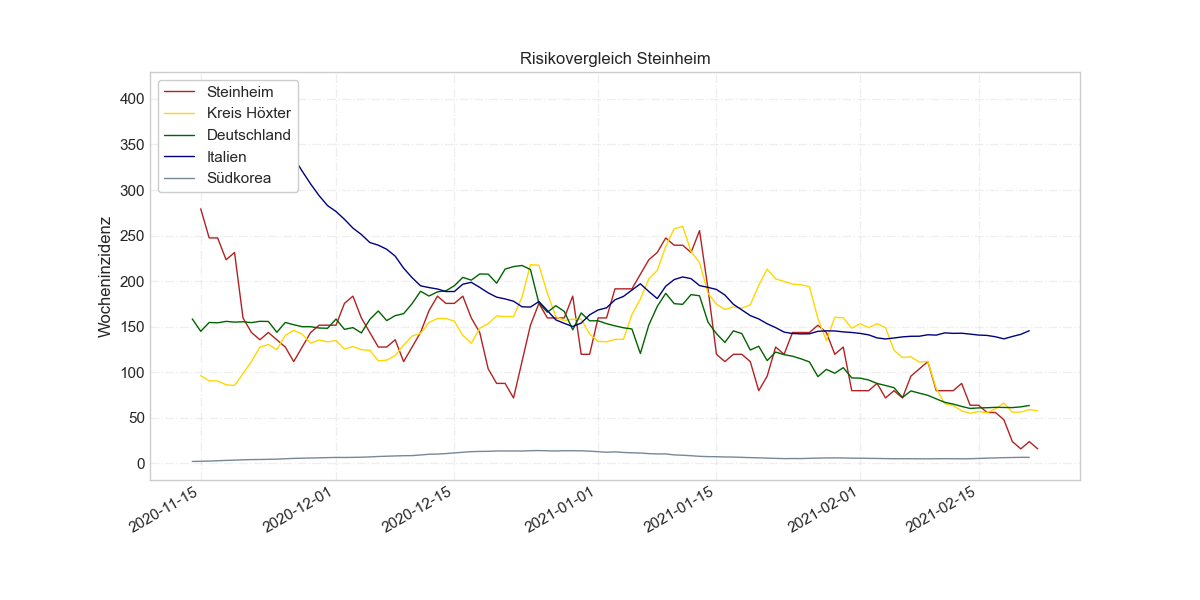 Risikovergleich Steinheim
Wocheninzidenz
400
350
300
250
200
150
100
50
0
Steinheim
Kreis Höxter
Deutschland
Italien
Südkorea
2020-11-15
2020-12-01
2020-12-15
2021-01-01
2021-01-15
2021-02-01
2021-02-15